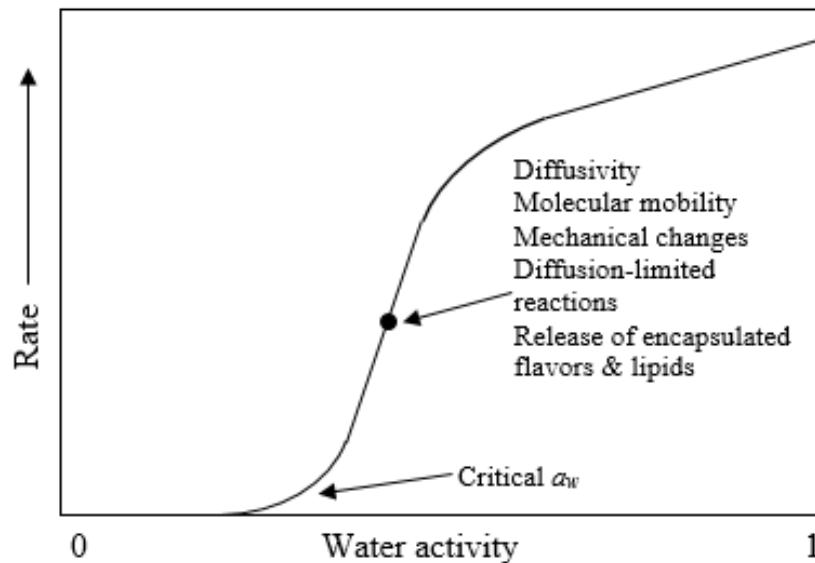 Diffusivity
Molecular mobility
Mechanical changes
Diffusion-limited
reactions
Release of encapsulated
flavors & lipids
Rate
Critical aw
0
Water activity
1